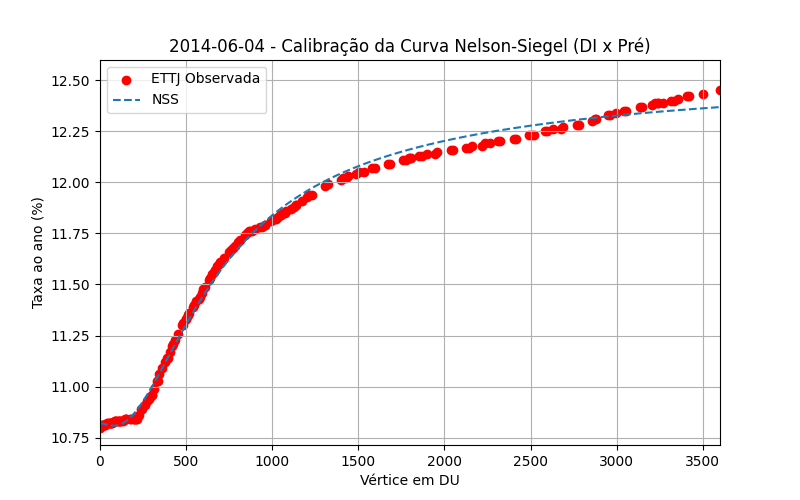 2014-06-04 - Calibração da Curva Nelson-Siegel (DI x Pré)
ETTJ Observada
NSS
12.50
12.25
12.00
11.75
11.50
11.25
11.00
10.75
Taxa ao ano (%)
0 500 1000 1500 2000 2500 3000 3500
Vértice em DU